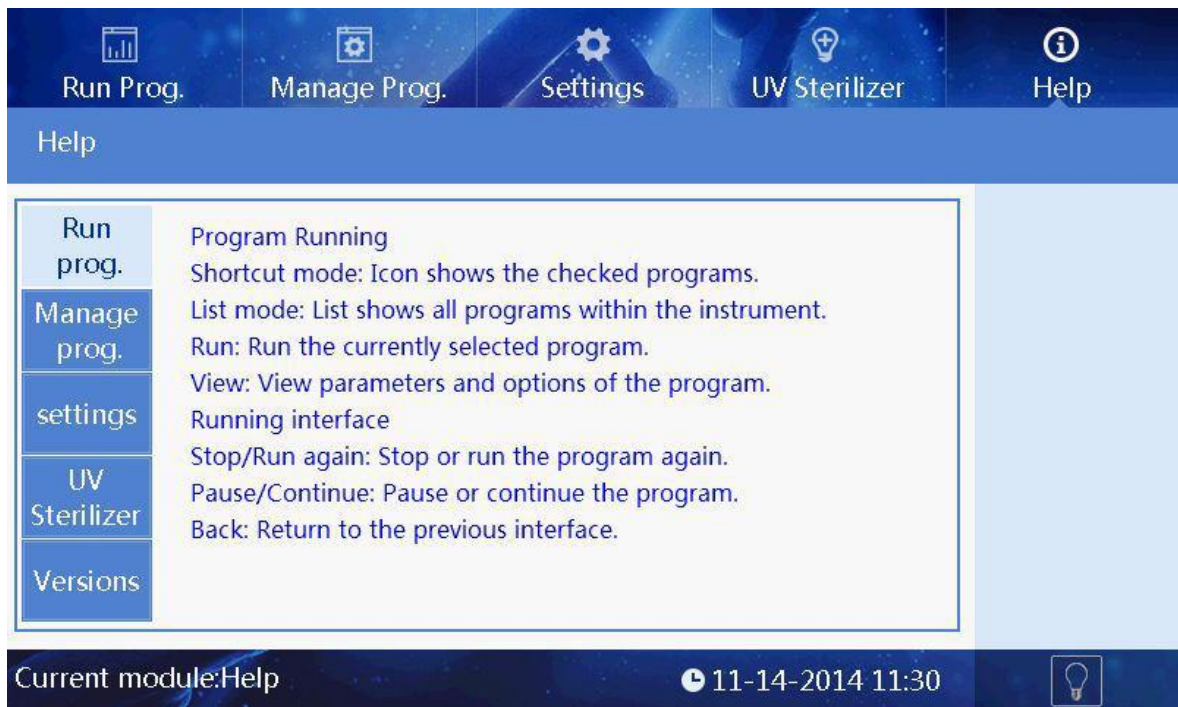 Run Prog.
Manage Prog.
Settings
UV Sterilizer
Help
Help
Run
prog.
Manage
prog.
settings
UV
Sterilizer
Versions
Program Running
Shortcut mode: Icon shows the checked programs.
List mode: List shows all programs within the instrument.
Run: Run the currently selected program.
View: View parameters and options of the program.
Running interface
Stop/Run again: Stop or run the program again.
Pause/Continue: Pause or continue the program.
Back: Return to the previous interface.
Current module:Help
11-14-2014 11:30